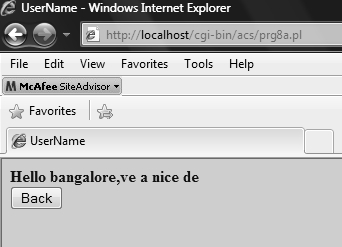 UserName - Windows Internet Explorer
http://localhost/cgi-bin/acs/prg8a.pl
File Edit View Favorites Tools Help
M McAfee SiteAdvisor
Favorites
UserName
Hello bangalore,ve a nice de
Back